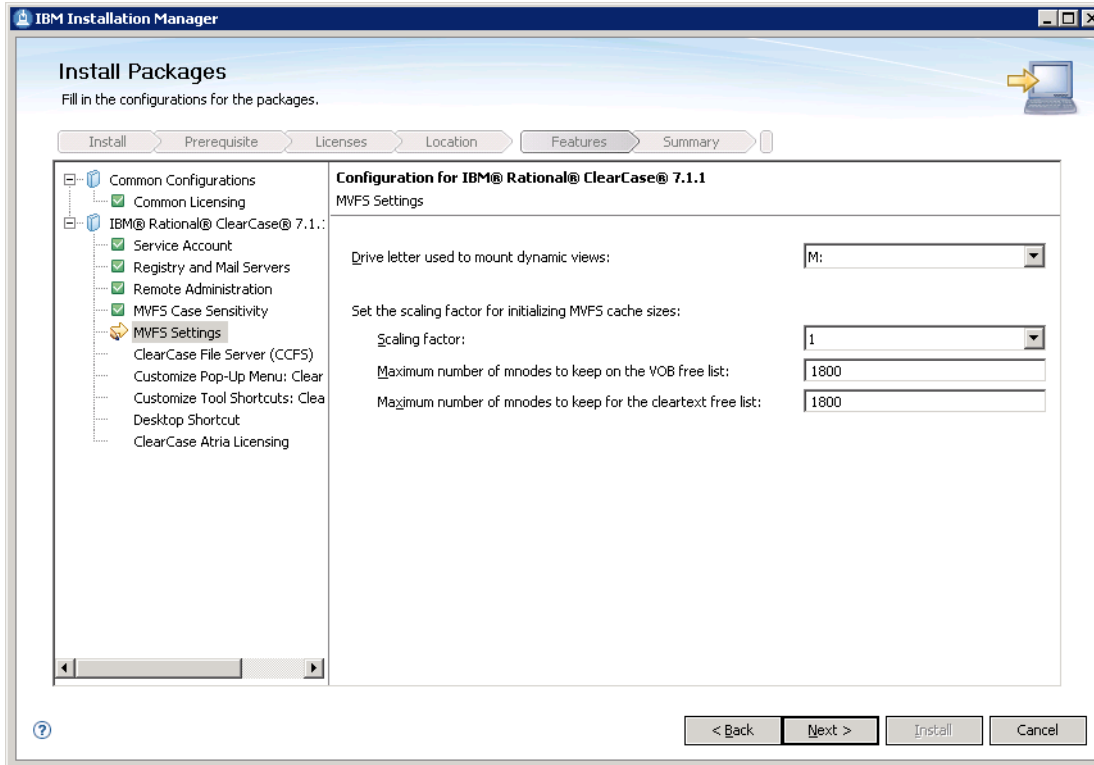 IBM Installation Manager
Install Packages
Fill in the configurations for the packages.
Install Prerequisite Licenses Location Features Summary
Common Configurations
Common Licensing
IBM® Rational® ClearCase® 7.1.:
Service Account
Registry and Mail Servers
Remote Administration
MVFS Case Sensitivity
MVFS Settings
ClearCase File Server (CCFS)
Customize Pop-Up Menu: Clear
Customize Tool Shortcuts: Clea
Desktop Shortcut
ClearCase Atria Licensing
Configuration for IBM® Rational® ClearCase® 7.1.1
MVFS Settings
Drive letter used to mount dynamic views: M:
Set the scaling factor for initializing MVFS cache sizes:
Scaling factor: 1
Maximum number of mnodes to keep on the VOB free list: 1800
Maximum number of mnodes to keep for the cleartext free list: 1800
? < Back Next > Install Cancel